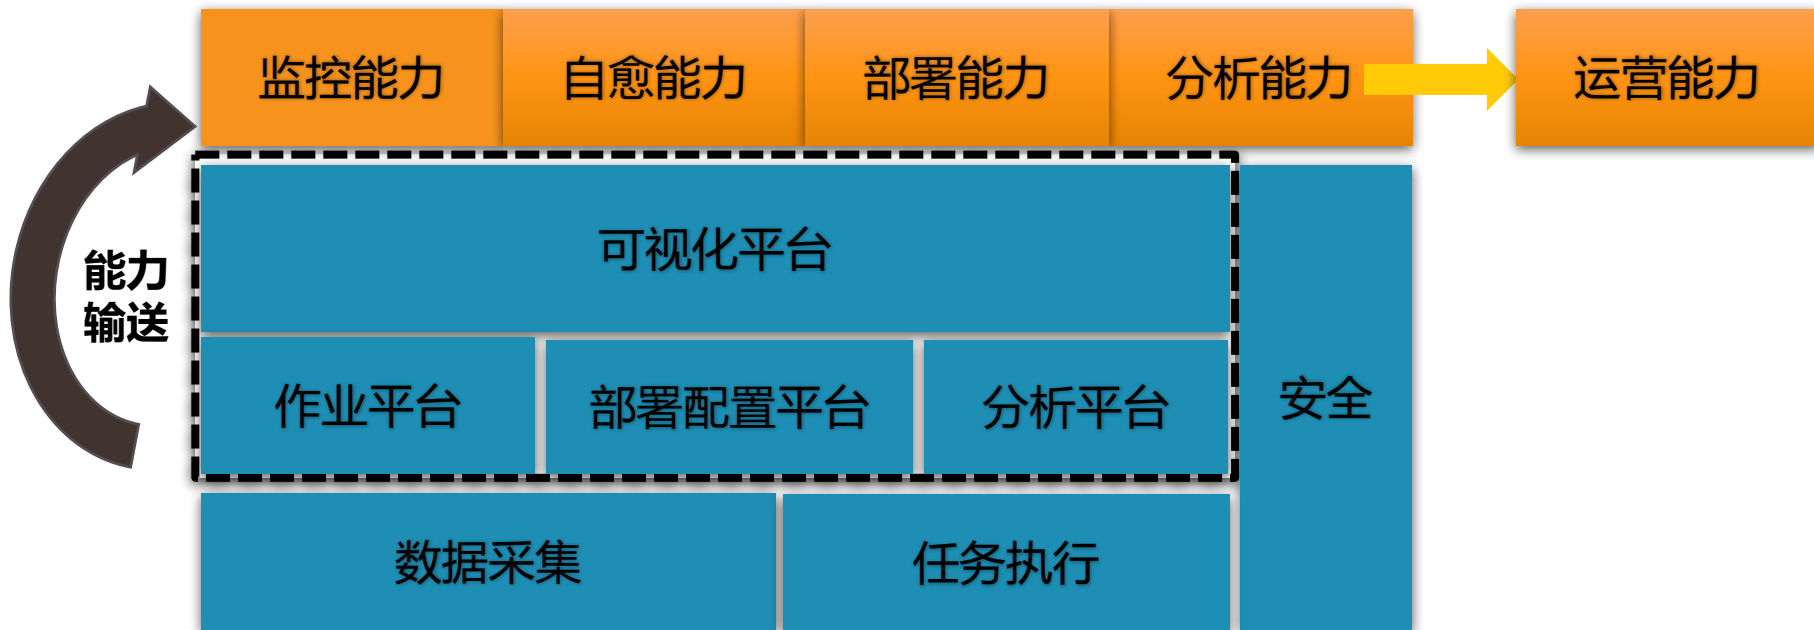 监控能力
自愈能力
部署能力
分析能力
运营能力
能力
输送
可视化平台
作业平台
部署配置平台
分析平台
安全
数据采集
任务执行